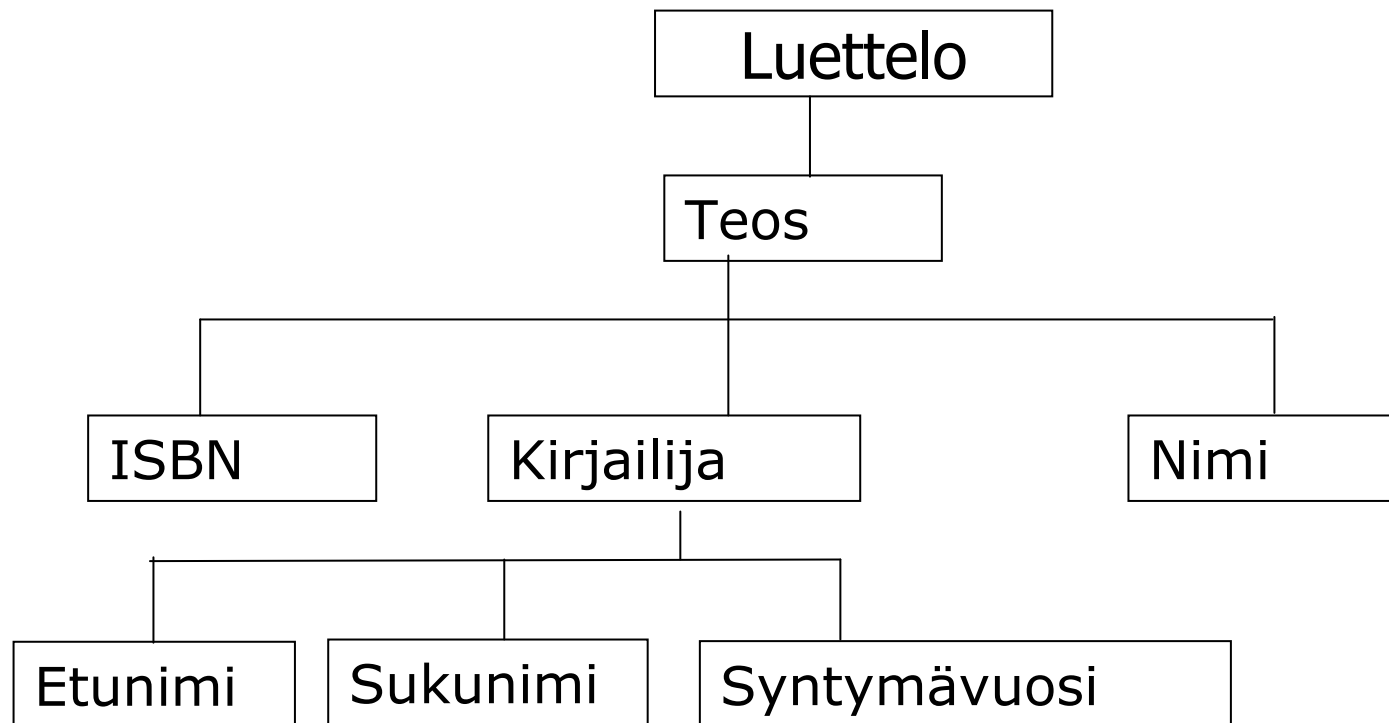 Luettelo
Teos
ISBN
Kirjailija
Nimi
Etunimi
Sukunimi
Syntymävuosi